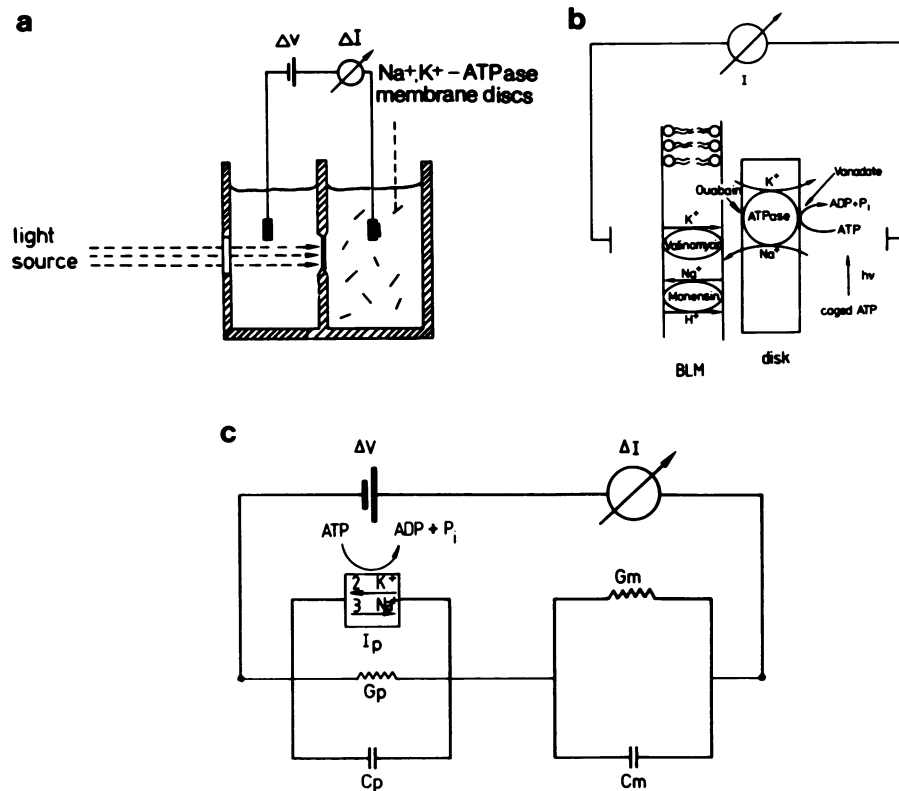 a
ΔV
ΔI
Na⁺,K⁺ – ATPase
membrane discs
light
source
b
I
Ouabain
K⁺
Vanadate
ATPase
ADP+Pᵢ
ATP
Na⁺
K⁺
Valinomyc
Na⁺
Monensin
H⁺
hν
caged ATP
BLM
disk
c
ΔV
ΔI
ATP
ADP + Pᵢ
2 K⁺
3 Na⁺
Iₚ
Gₚ
Cₚ
Gm
Cm